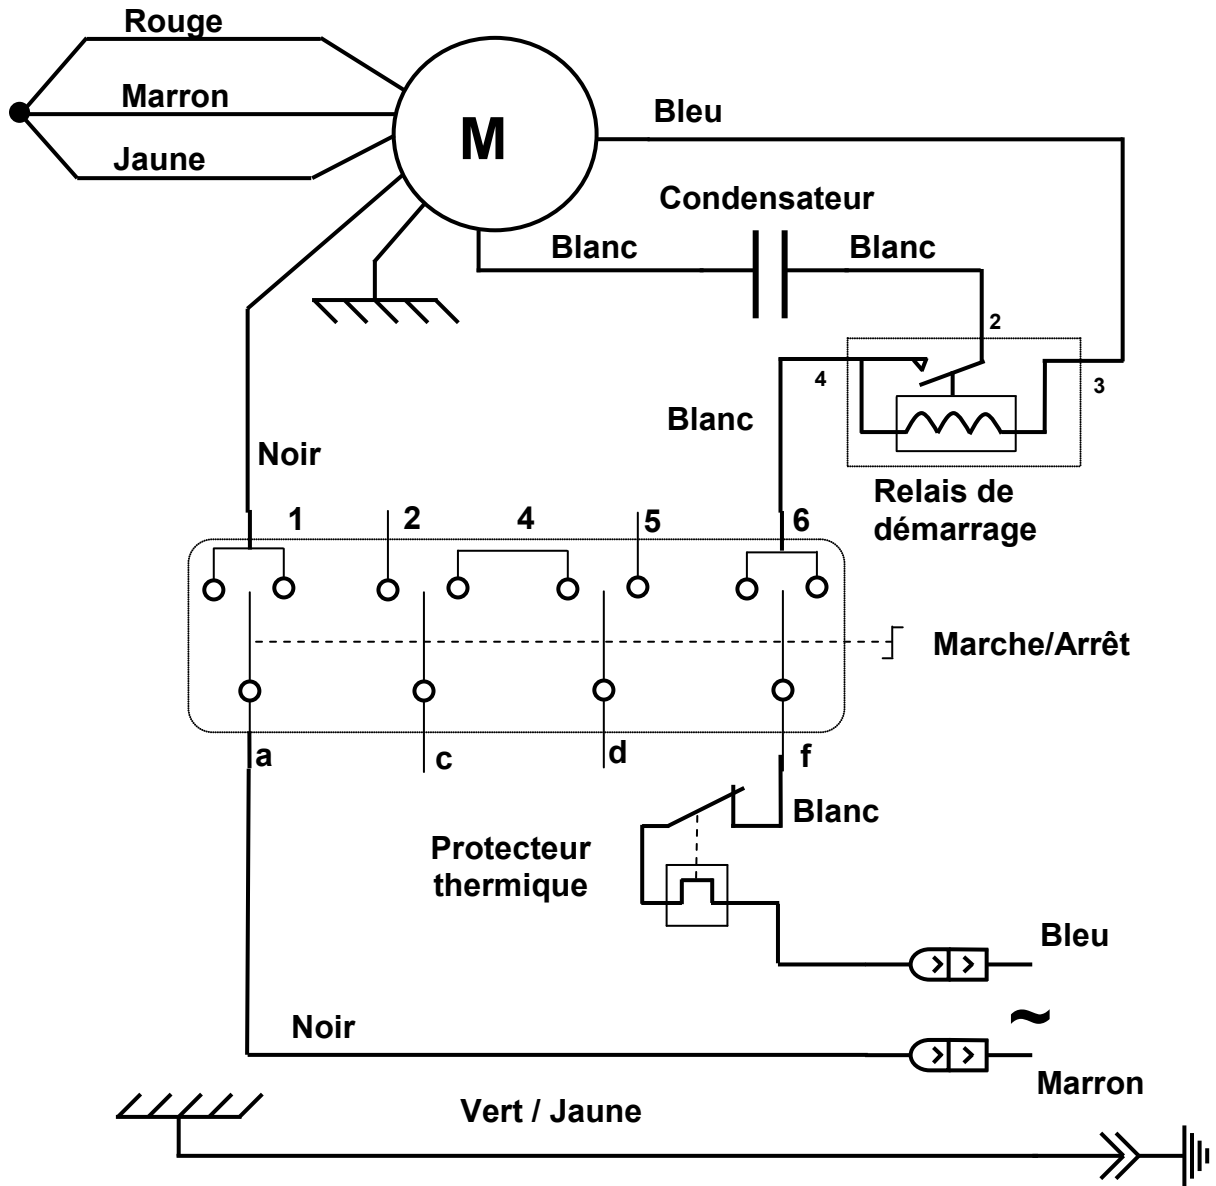 Rouge
Marron
Jaune
M
Bleu
Condensateur
Blanc
Blanc
2
4
3
Blanc
Noir
Relais de
démarrage
1
2
4
5
6
Marche/Arrêt
a
c
d
f
Blanc
Protecteur
thermique
Bleu
~
Noir
Marron
Vert / Jaune